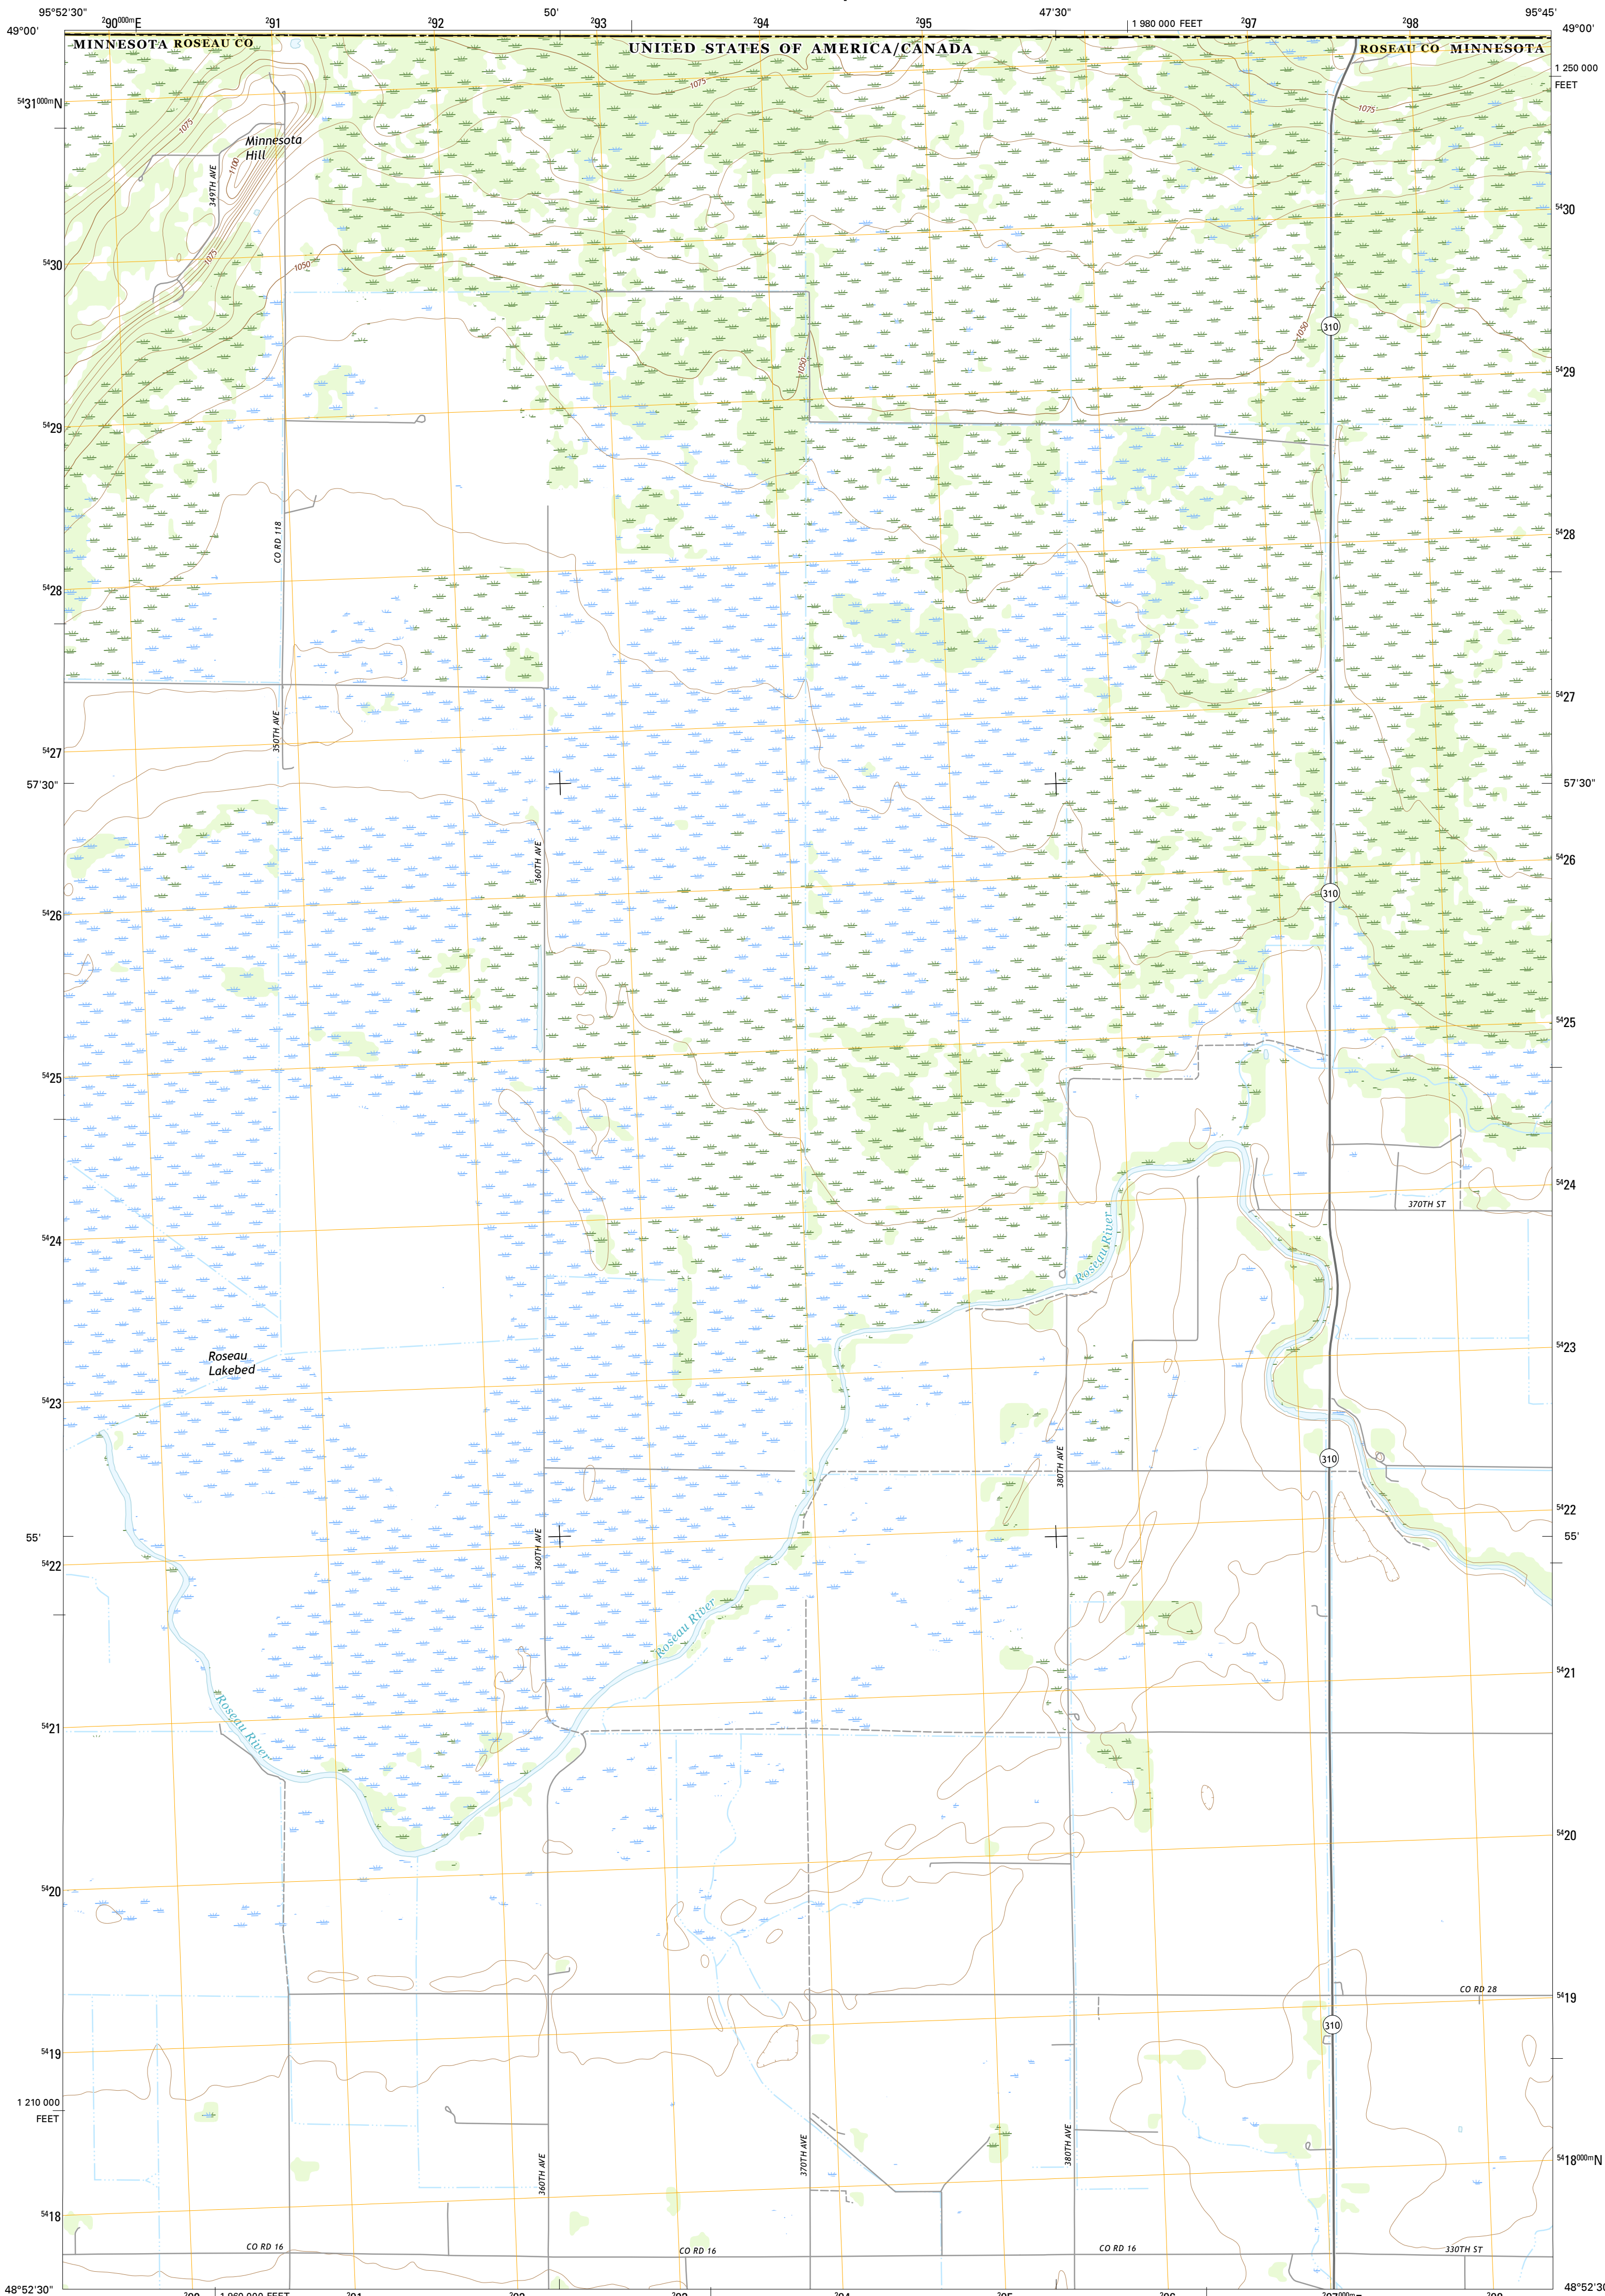 95°52'30"
²90⁰⁰⁰ᵐE
²91
²92
50'
²93
²94
²95
47'30"
1 980 000 FEET
²97
²98
95°45'
49°00'
MINNESOTA ROSEAU CO
UNITED STATES OF AMERICA/CANADA
ROSEAU CO MINNESOTA
49°00'
1 250 000
FEET
1075
1075
⁵⁴31⁰⁰⁰ᵐN
1075
Minnesota
Hill
1100
349TH AVE
⁵⁴30
1075
1050
⁵⁴30
310
1050
1050
⁵⁴29
⁵⁴29
CO RD 118
⁵⁴28
⁵⁴28
⁵⁴27
350TH AVE
⁵⁴27
57'30"
57'30"
360TH AVE
⁵⁴26
310
⁵⁴26
⁵⁴25
⁵⁴25
⁵⁴24
370TH ST
Roseau River
⁵⁴24
⁵⁴23
Roseau
Lakebed
⁵⁴23
380TH AVE
310
⁵⁴22
55'
360TH AVE
55'
⁵⁴22
Roseau River
⁵⁴21
Roseau River
⁵⁴21
⁵⁴20
⁵⁴20
CO RD 28
⁵⁴19
310
⁵⁴19
1 210 000
FEET
360TH AVE
370TH AVE
380TH AVE
⁵⁴18⁰⁰⁰ᵐN
⁵⁴18
CO RD 16
CO RD 16
CO RD 16
330TH ST
48°52'30"
1 960 000 FEET
48°52'30